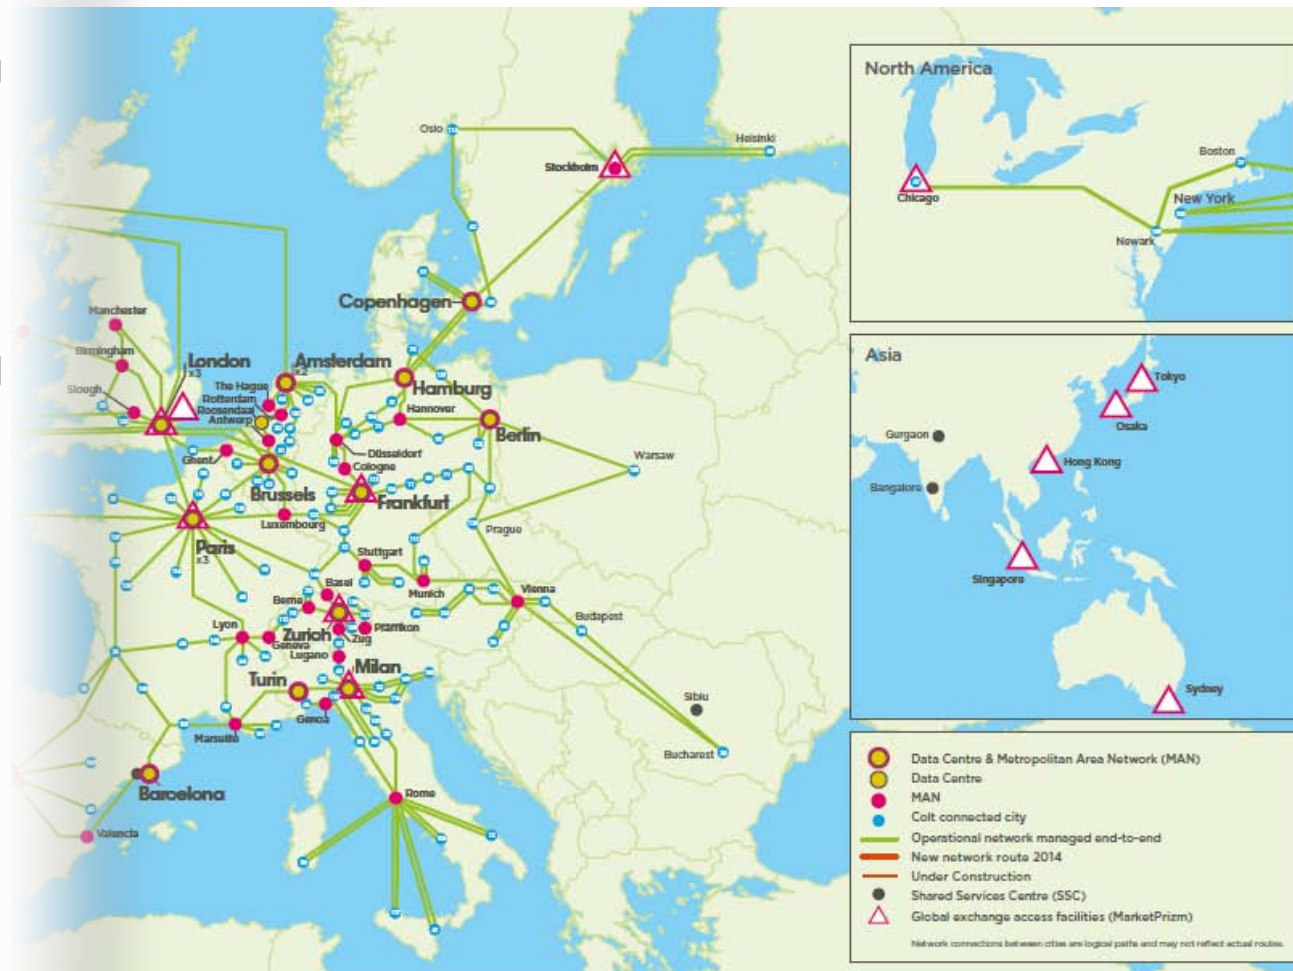 North America
Oslo
Helsinki
Stockholm
Boston
Chicago
New York
Newark
Copenhagen
Manchester
Birmingham
London
x3
Amsterdam
x2
Slough
The Hague
Rotterdam
Roosendaal
Antwerp
Hamburg
Hannover
Berlin
Ghent
Düsseldorf
Cologne
Warsaw
Brussels
Frankfurt
Luxembourg
Prague
Paris
x3
Stuttgart
Munich
Basel
Berne
Vienna
Budapest
Lyon
Geneva
Zurich
Zug
Pfäffikon
Lugano
Milan
Turin
Genoa
Marseille
Sibiu
Bucharest
Barcelona
Rome
Valencia
Asia
Tokyo
Osaka
Gurgaon
Hong Kong
Bangalore
Singapore
Sydney
Data Centre & Metropolitan Area Network (MAN)
Data Centre
MAN
Colt connected city
Operational network managed end-to-end
New network route 2014
Under Construction
Shared Services Centre (SSC)
Global exchange access facilities (MarketPrizm)
Network connections between cities are logical paths and may not reflect actual routes.